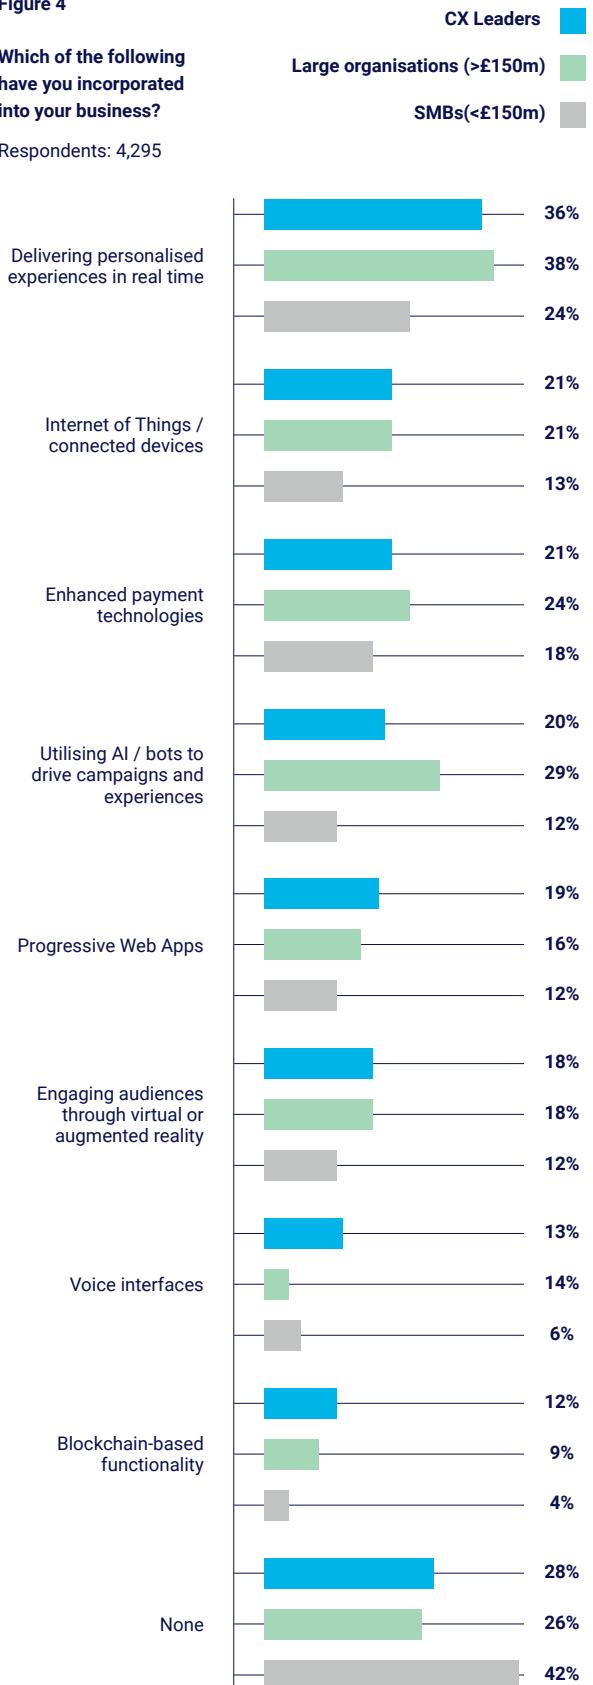 Figure 4
Which of the following
have you incorporated
into your business?
Respondents: 4,295
CX Leaders
Large organisations (>£150m)
SMBs(<£150m)
Delivering personalised
experiences in real time
36%
38%
24%
Internet of Things /
connected devices
21%
21%
13%
Enhanced payment
technologies
21%
24%
18%
Utilising AI / bots to
drive campaigns and
experiences
20%
29%
12%
Progressive Web Apps
19%
16%
12%
Engaging audiences
through virtual or
augmented reality
18%
18%
12%
Voice interfaces
13%
14%
6%
Blockchain-based
functionality
12%
9%
4%
None
28%
26%
42%